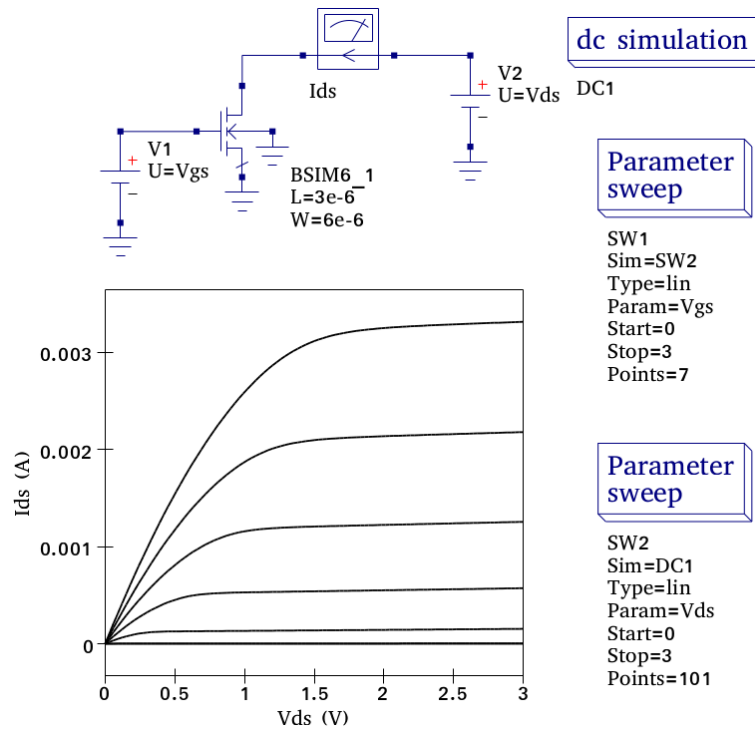 dc simulation
DC1
Ids
V2
U=Vds
V1
U=Vgs
BSIM6_1
L=3e-6
W=6e-6
Parameter
sweep
SW1
Sim=SW2
Type=lin
Param=Vgs
Start=0
Stop=3
Points=7
Parameter
sweep
SW2
Sim=DC1
Type=lin
Param=Vds
Start=0
Stop=3
Points=101
Ids (A)
0.003
0.002
0.001
0
0 0.5 1 1.5 2 2.5 3
Vds (V)